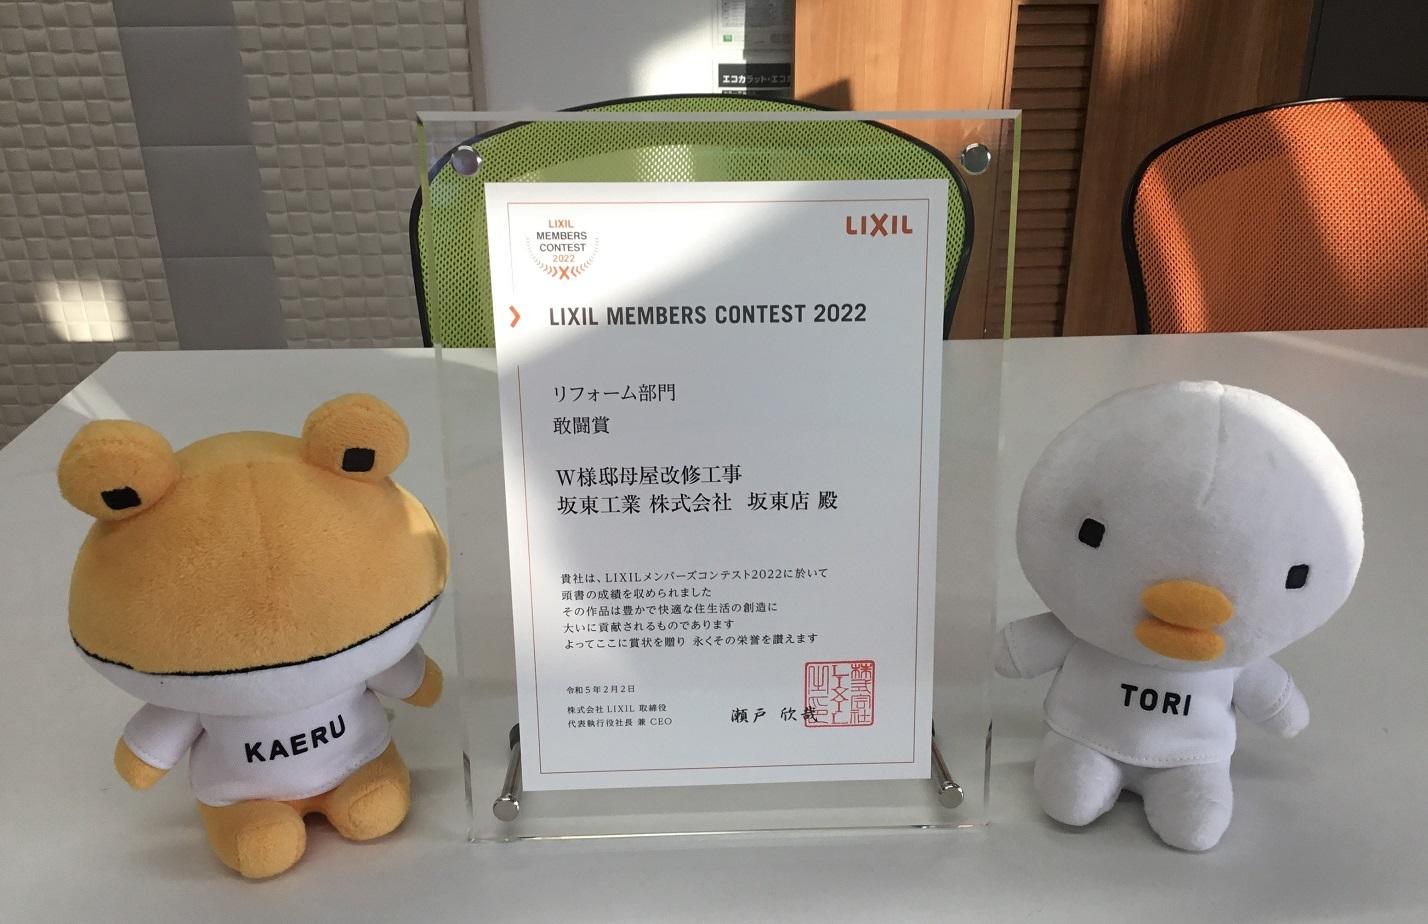 エコカラット・エコ
LIXIL
MEMBERS
CONTEST
2022
LIXIL
LIXIL MEMBERS CONTEST 2022
リフォーム部門
敢闘賞
W様邸母屋改修工事
坂東工業 株式会社 坂東店 殿
貴社は、LIXILメンバーズコンテスト2022に於いて
頭書の成績を収められました
その作品は豊かで快適な住生活の創造に
大いに貢献されるものであります
よってここに賞状を贈り 永くその栄誉を讃えます
令和5年2月2日
株式会社 LIXIL 取締役
代表執行役社長 兼 CEO
瀬戸 欣哉
KAERU
TORI